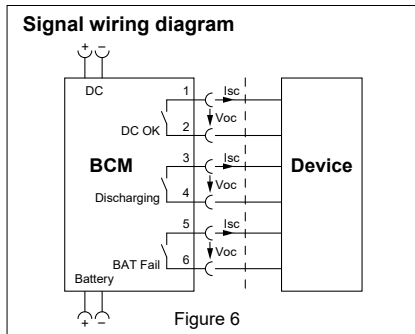 Signal wiring diagram
+ −
DC
1 Isc
Voc
2
DC OK
3 Isc
BCM
Device
Voc
4
Discharging
5 Isc
Voc
BAT Fail 6
Battery
+ −
Figure 6